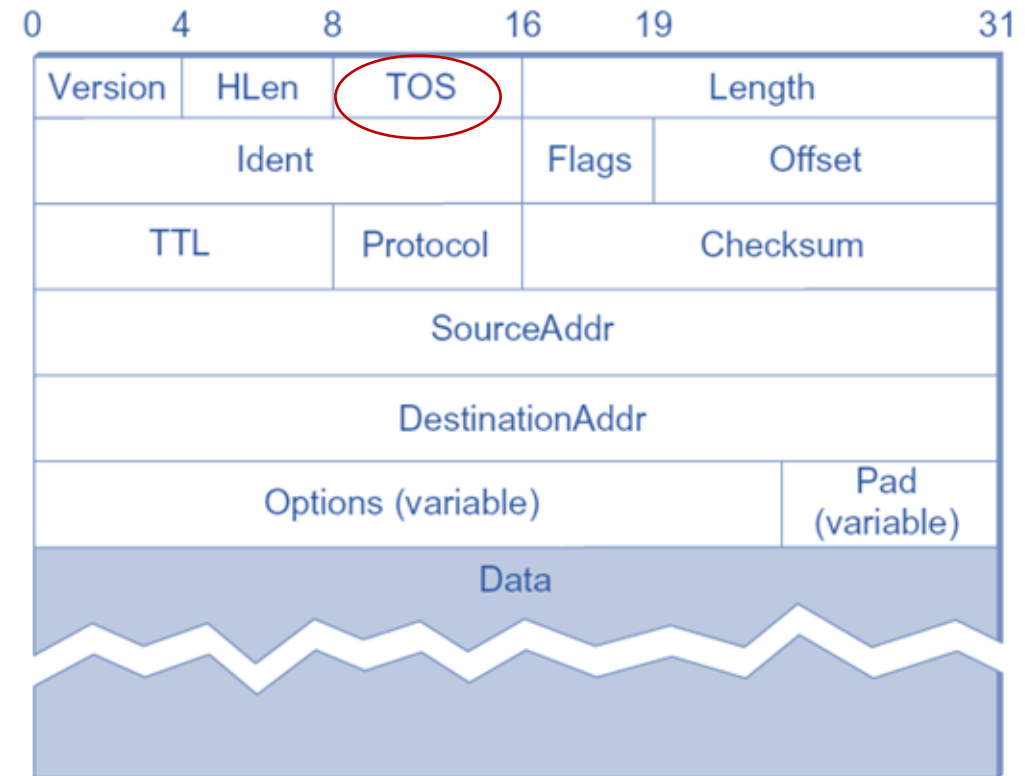 0 4 8 16 19 31
Version HLen TOS Length
Ident Flags Offset
TTL Protocol Checksum
SourceAddr
DestinationAddr
Options (variable) Pad
(variable)
Data